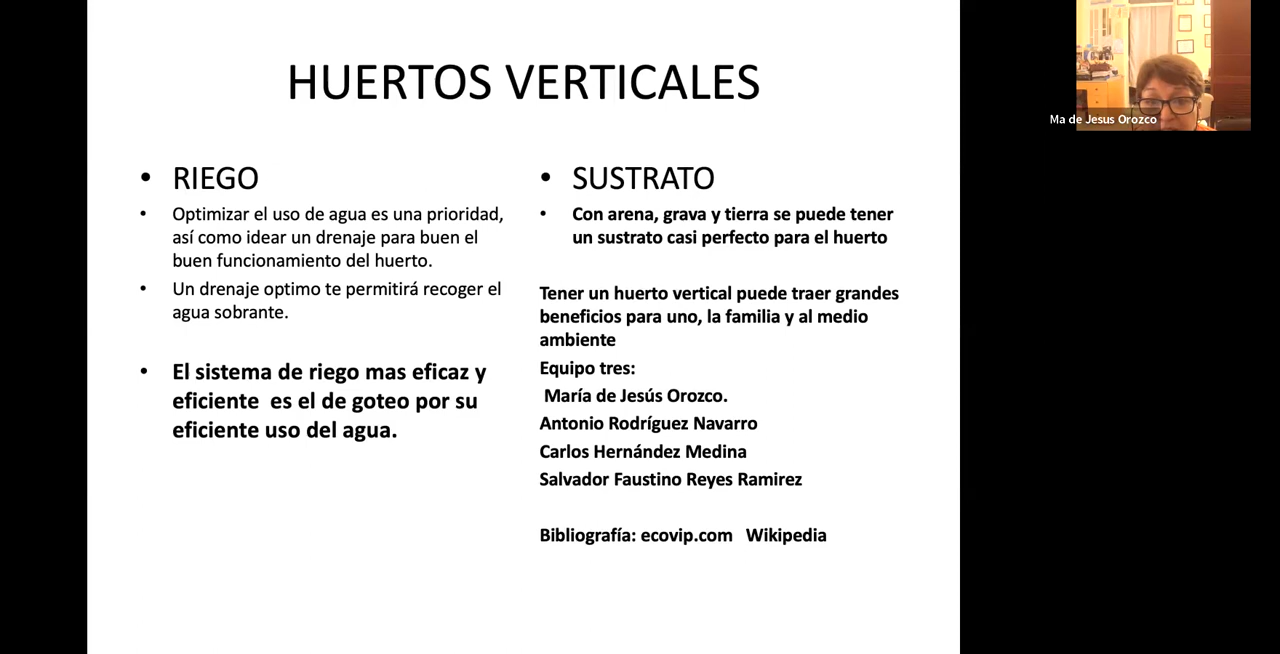 HUERTOS VERTICALES
• RIEGO
• Optimizar el uso de agua es una prioridad,
así como idear un drenaje para buen el
buen funcionamiento del huerto.
• Un drenaje optimo te permitirá recoger el
agua sobrante.
• El sistema de riego mas eficaz y
eficiente es el de goteo por su
eficiente uso del agua.
• SUSTRATO
• Con arena, grava y tierra se puede tener
un sustrato casi perfecto para el huerto
Tener un huerto vertical puede traer grandes
beneficios para uno, la familia y al medio
ambiente
Equipo tres:
María de Jesús Orozco.
Antonio Rodríguez Navarro
Carlos Hernández Medina
Salvador Faustino Reyes Ramirez
Bibliografía: ecovip.com Wikipedia
Ma de Jesus Orozco